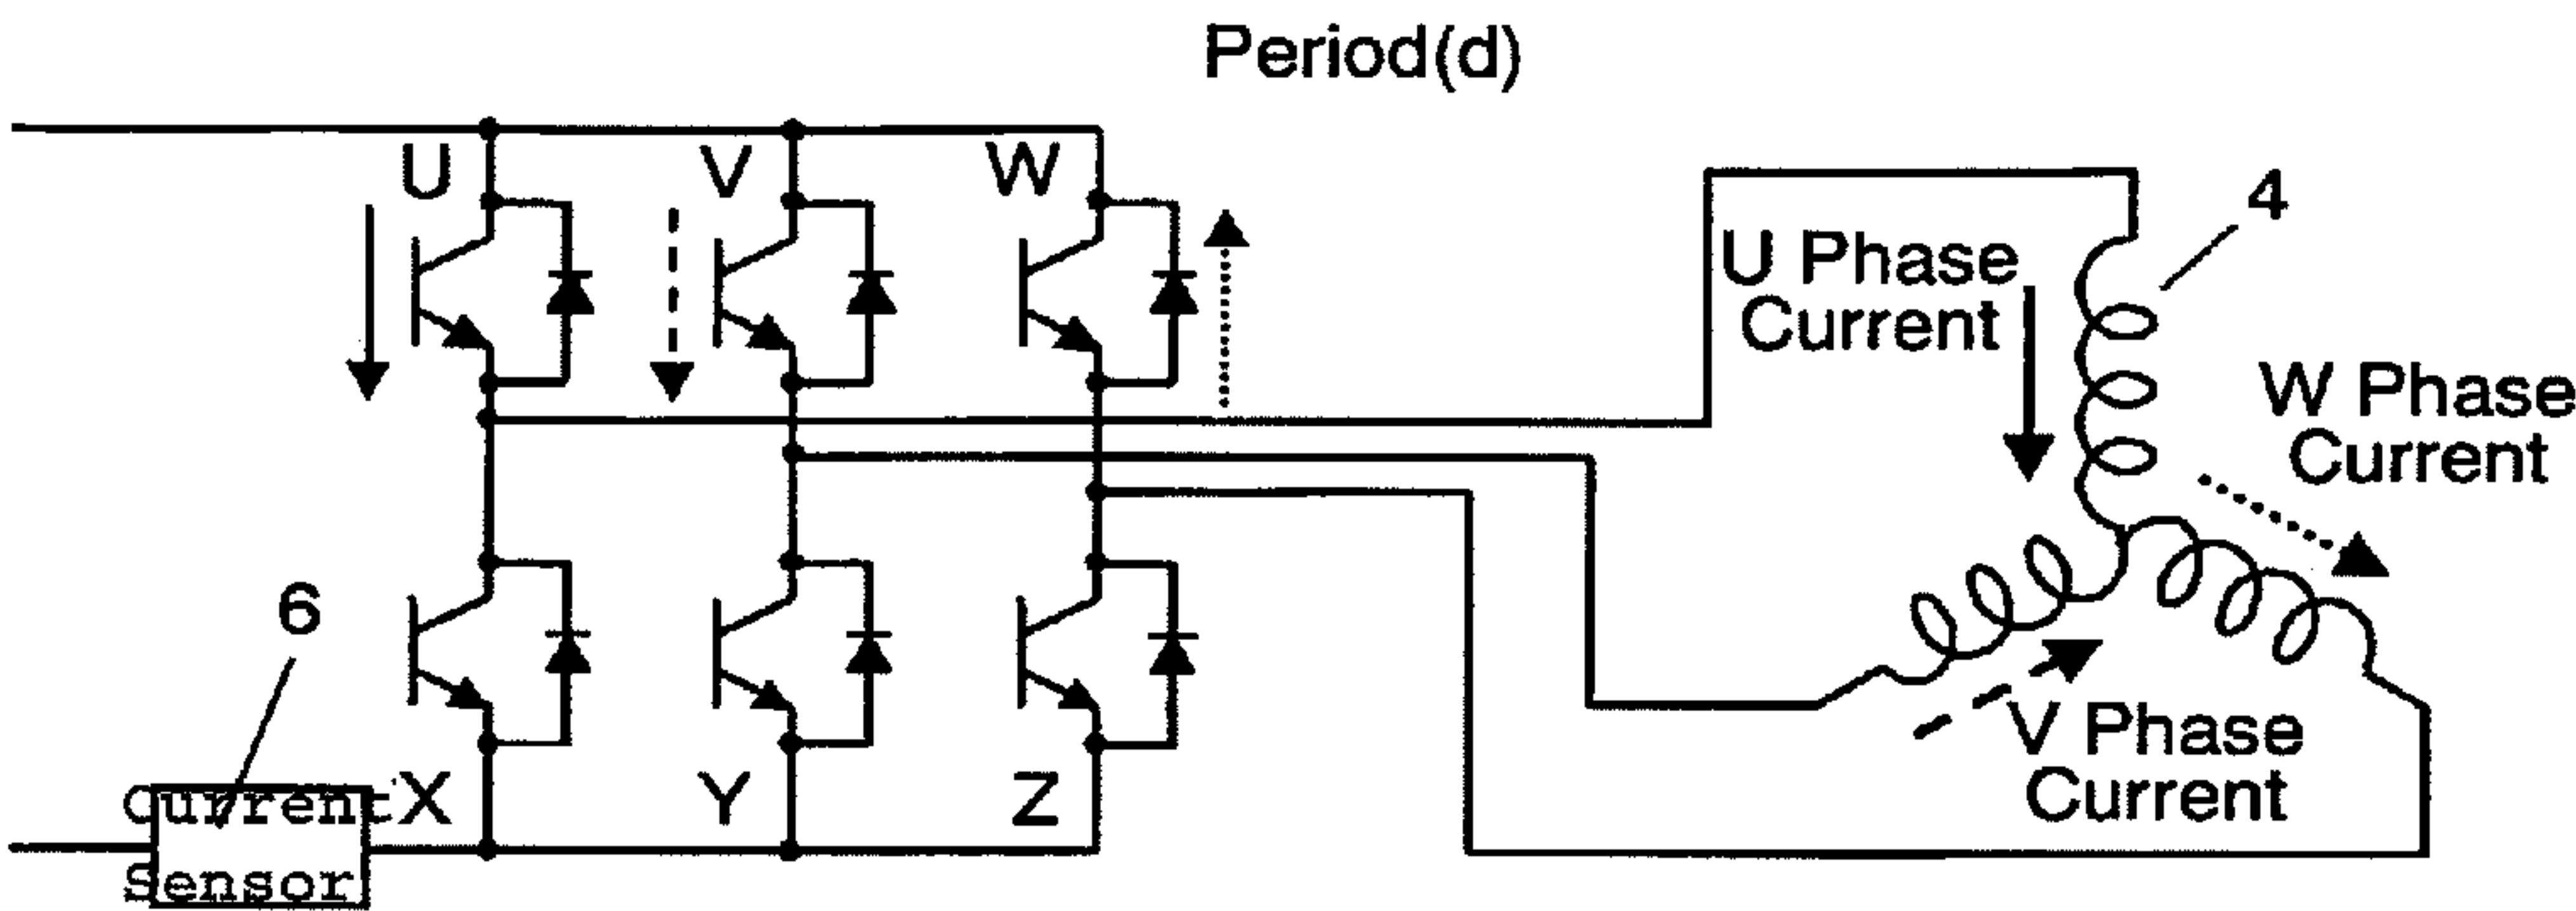 Period(d)
U
V
W
4
U Phase
Current
W Phase
Current
6
V Phase
Current
X
Y
Z
Current
Sensor